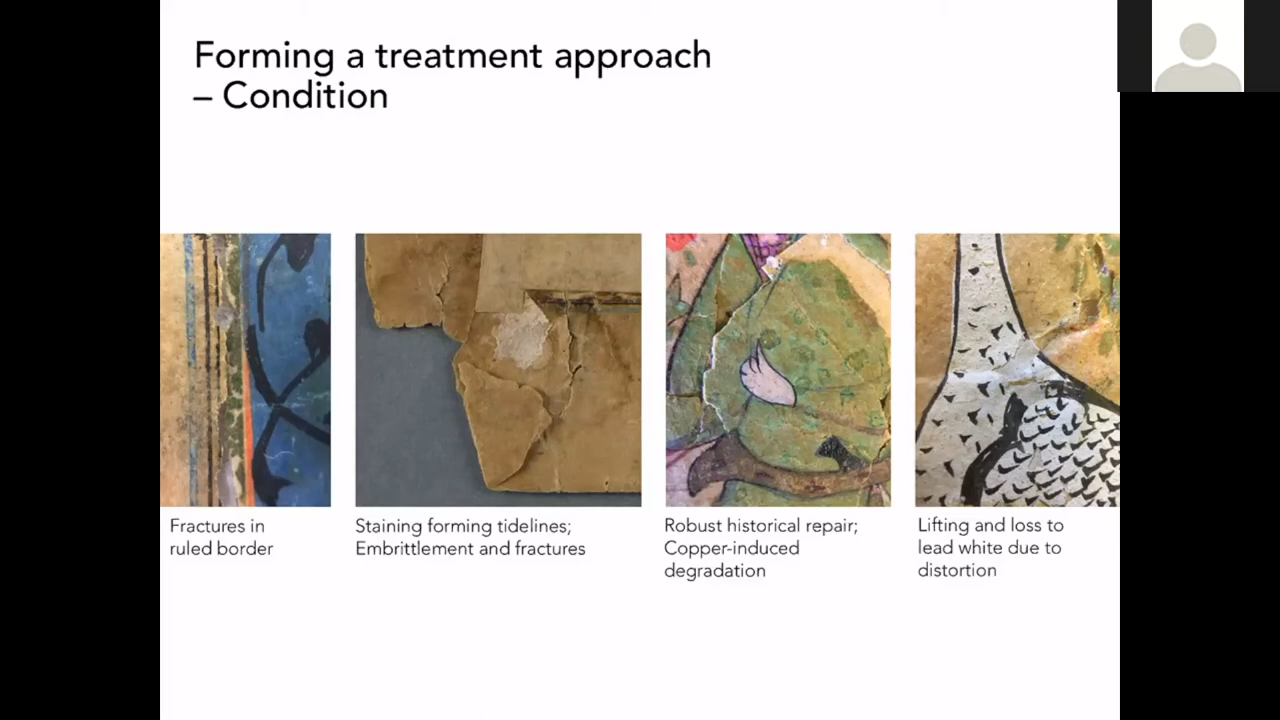 Forming a treatment approach
– Condition
Fractures in
ruled border
Staining forming tidelines;
Embrittlement and fractures
Robust historical repair;
Copper-induced
degradation
Lifting and loss to
lead white due to
distortion